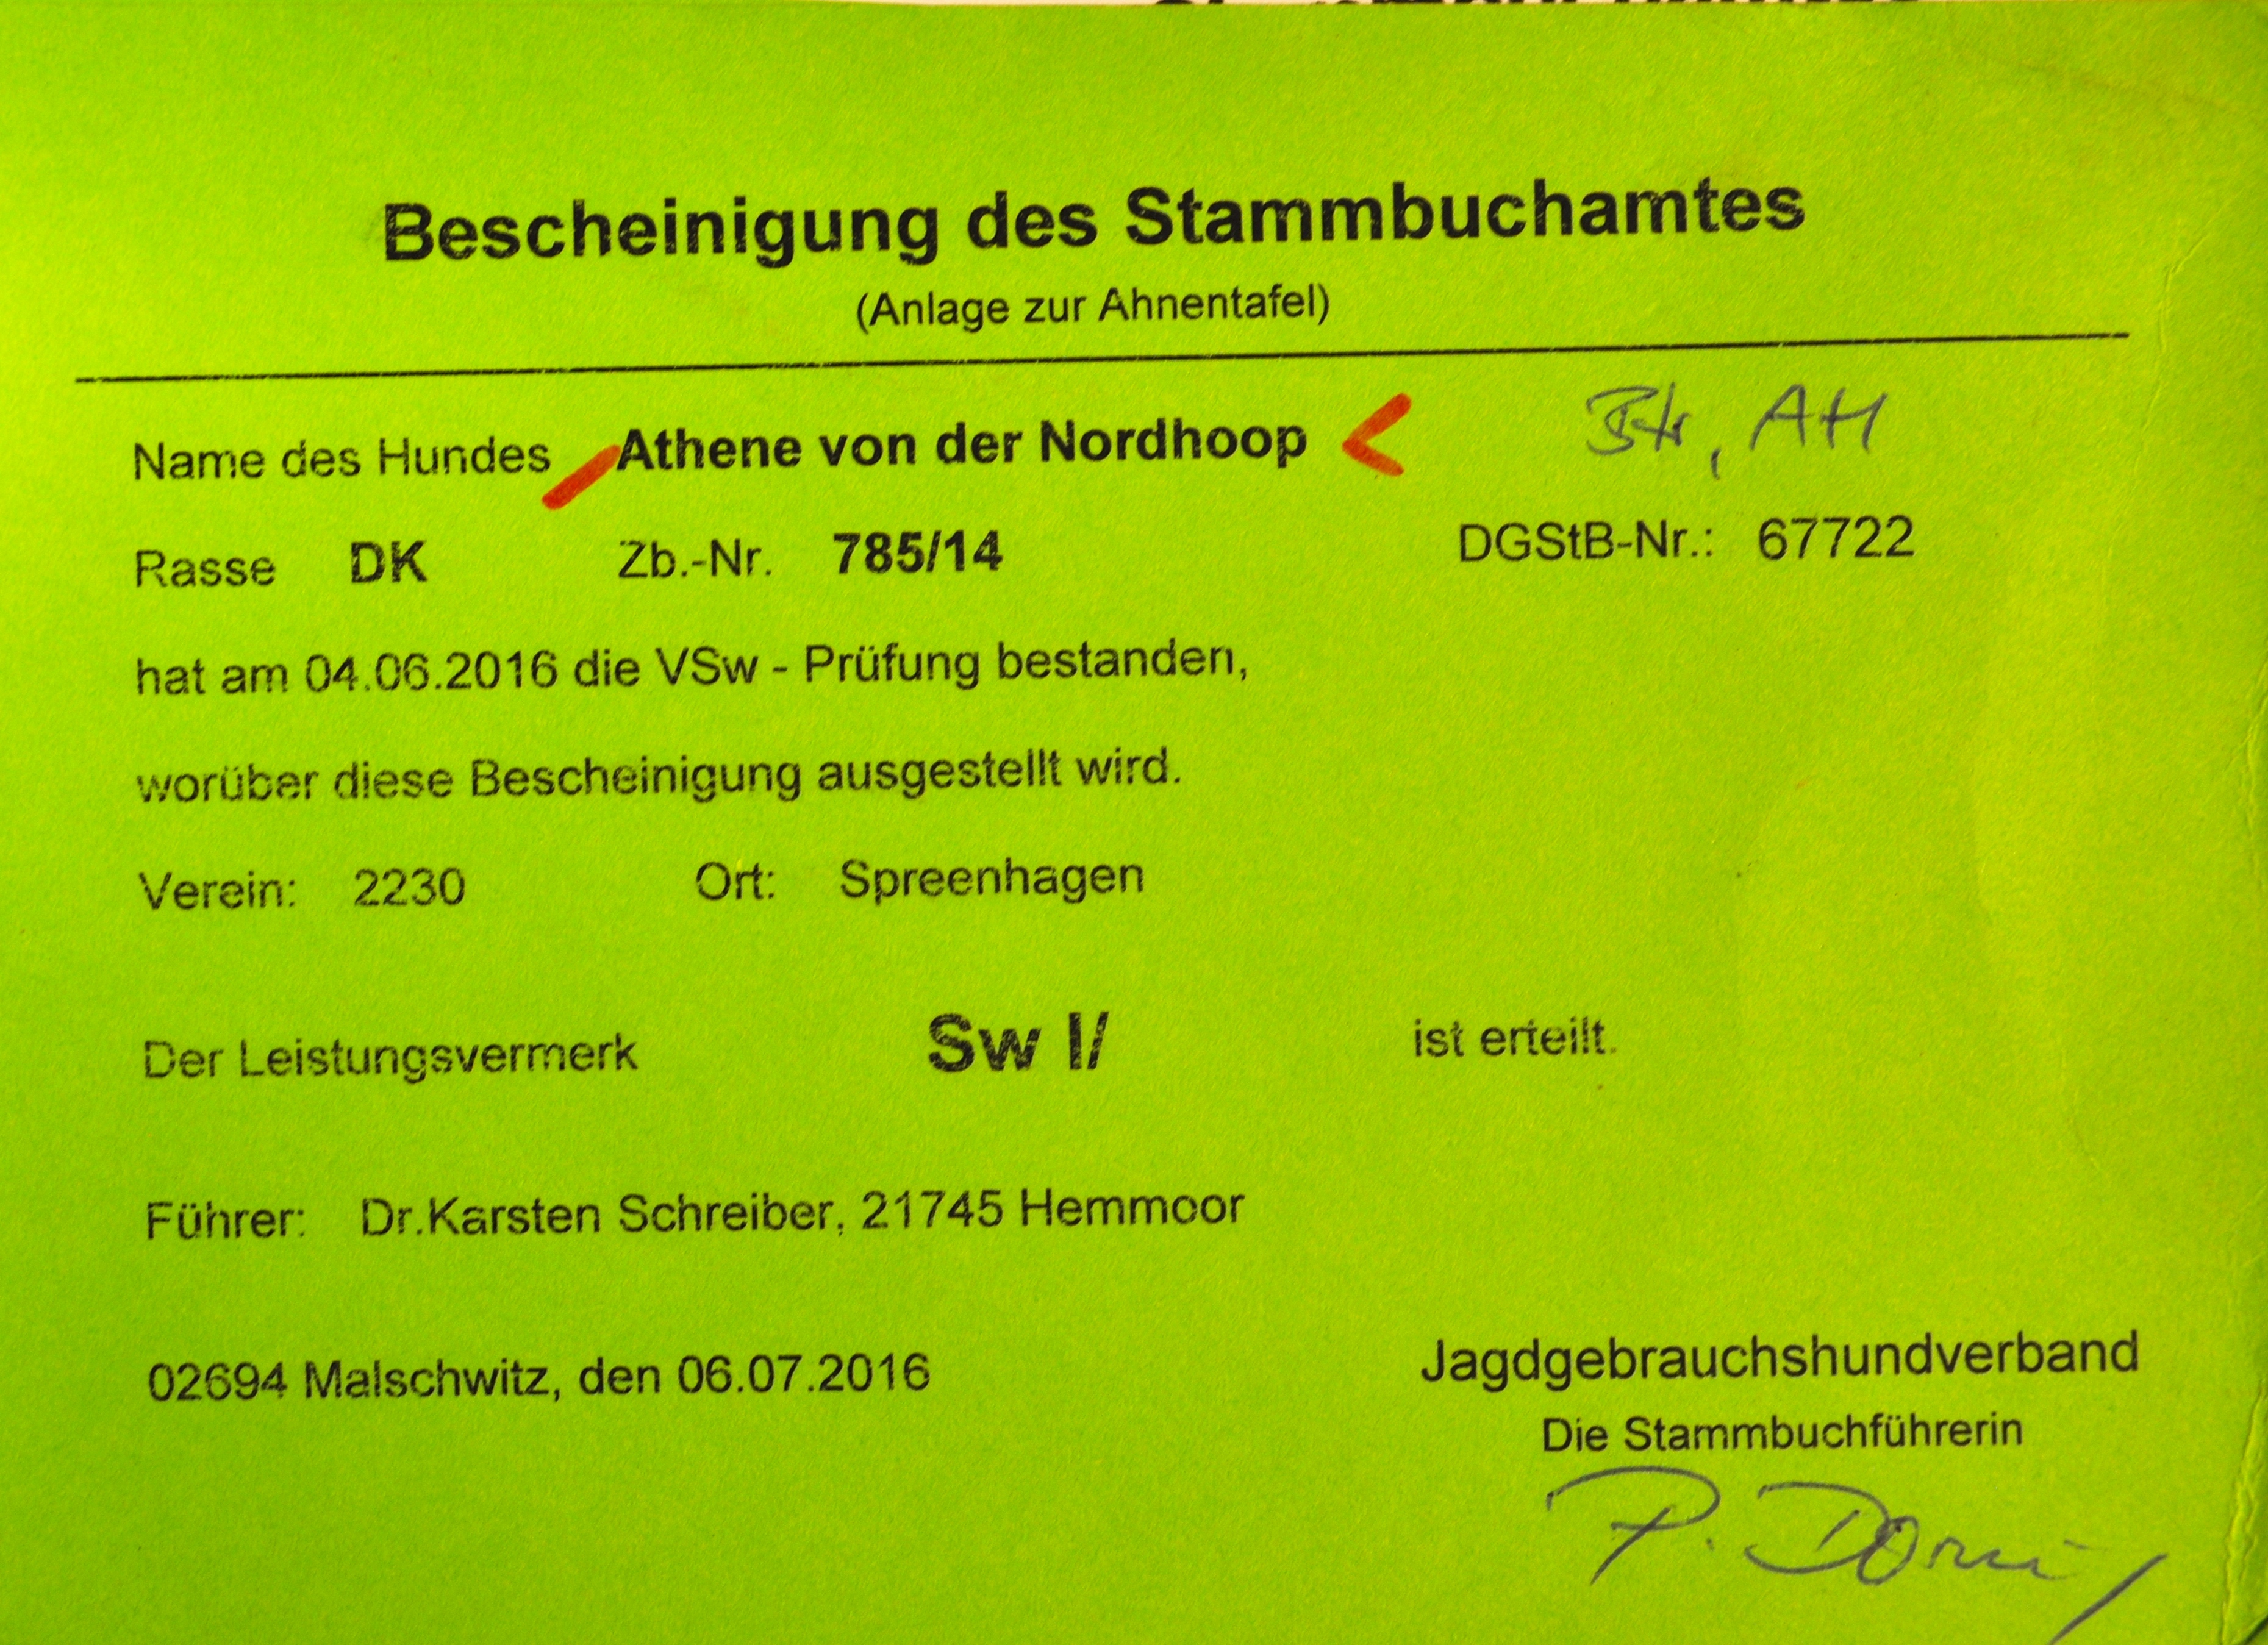 Bescheinigung des Stammbuchamtes
(Anlage zur Ahnentafel)
Name des Hundes Athene von der Nordhoop , AH
Rasse DK Zb.-Nr. 785/14 DGStB-Nr.: 67722
hat am 04.06.2016 die VSw - Prüfung bestanden,
worüber diese Bescheinigung ausgestellt wird.
Verein: 2230 Ort: Spreenhagen
Der Leistungsvermerk Sw I/ ist erteilt.
Führer: Dr.Karsten Schreiber, 21745 Hemmoor
02694 Malschwitz, den 06.07.2016
Jagdgebrauchshundverband
Die Stammbuchführerin